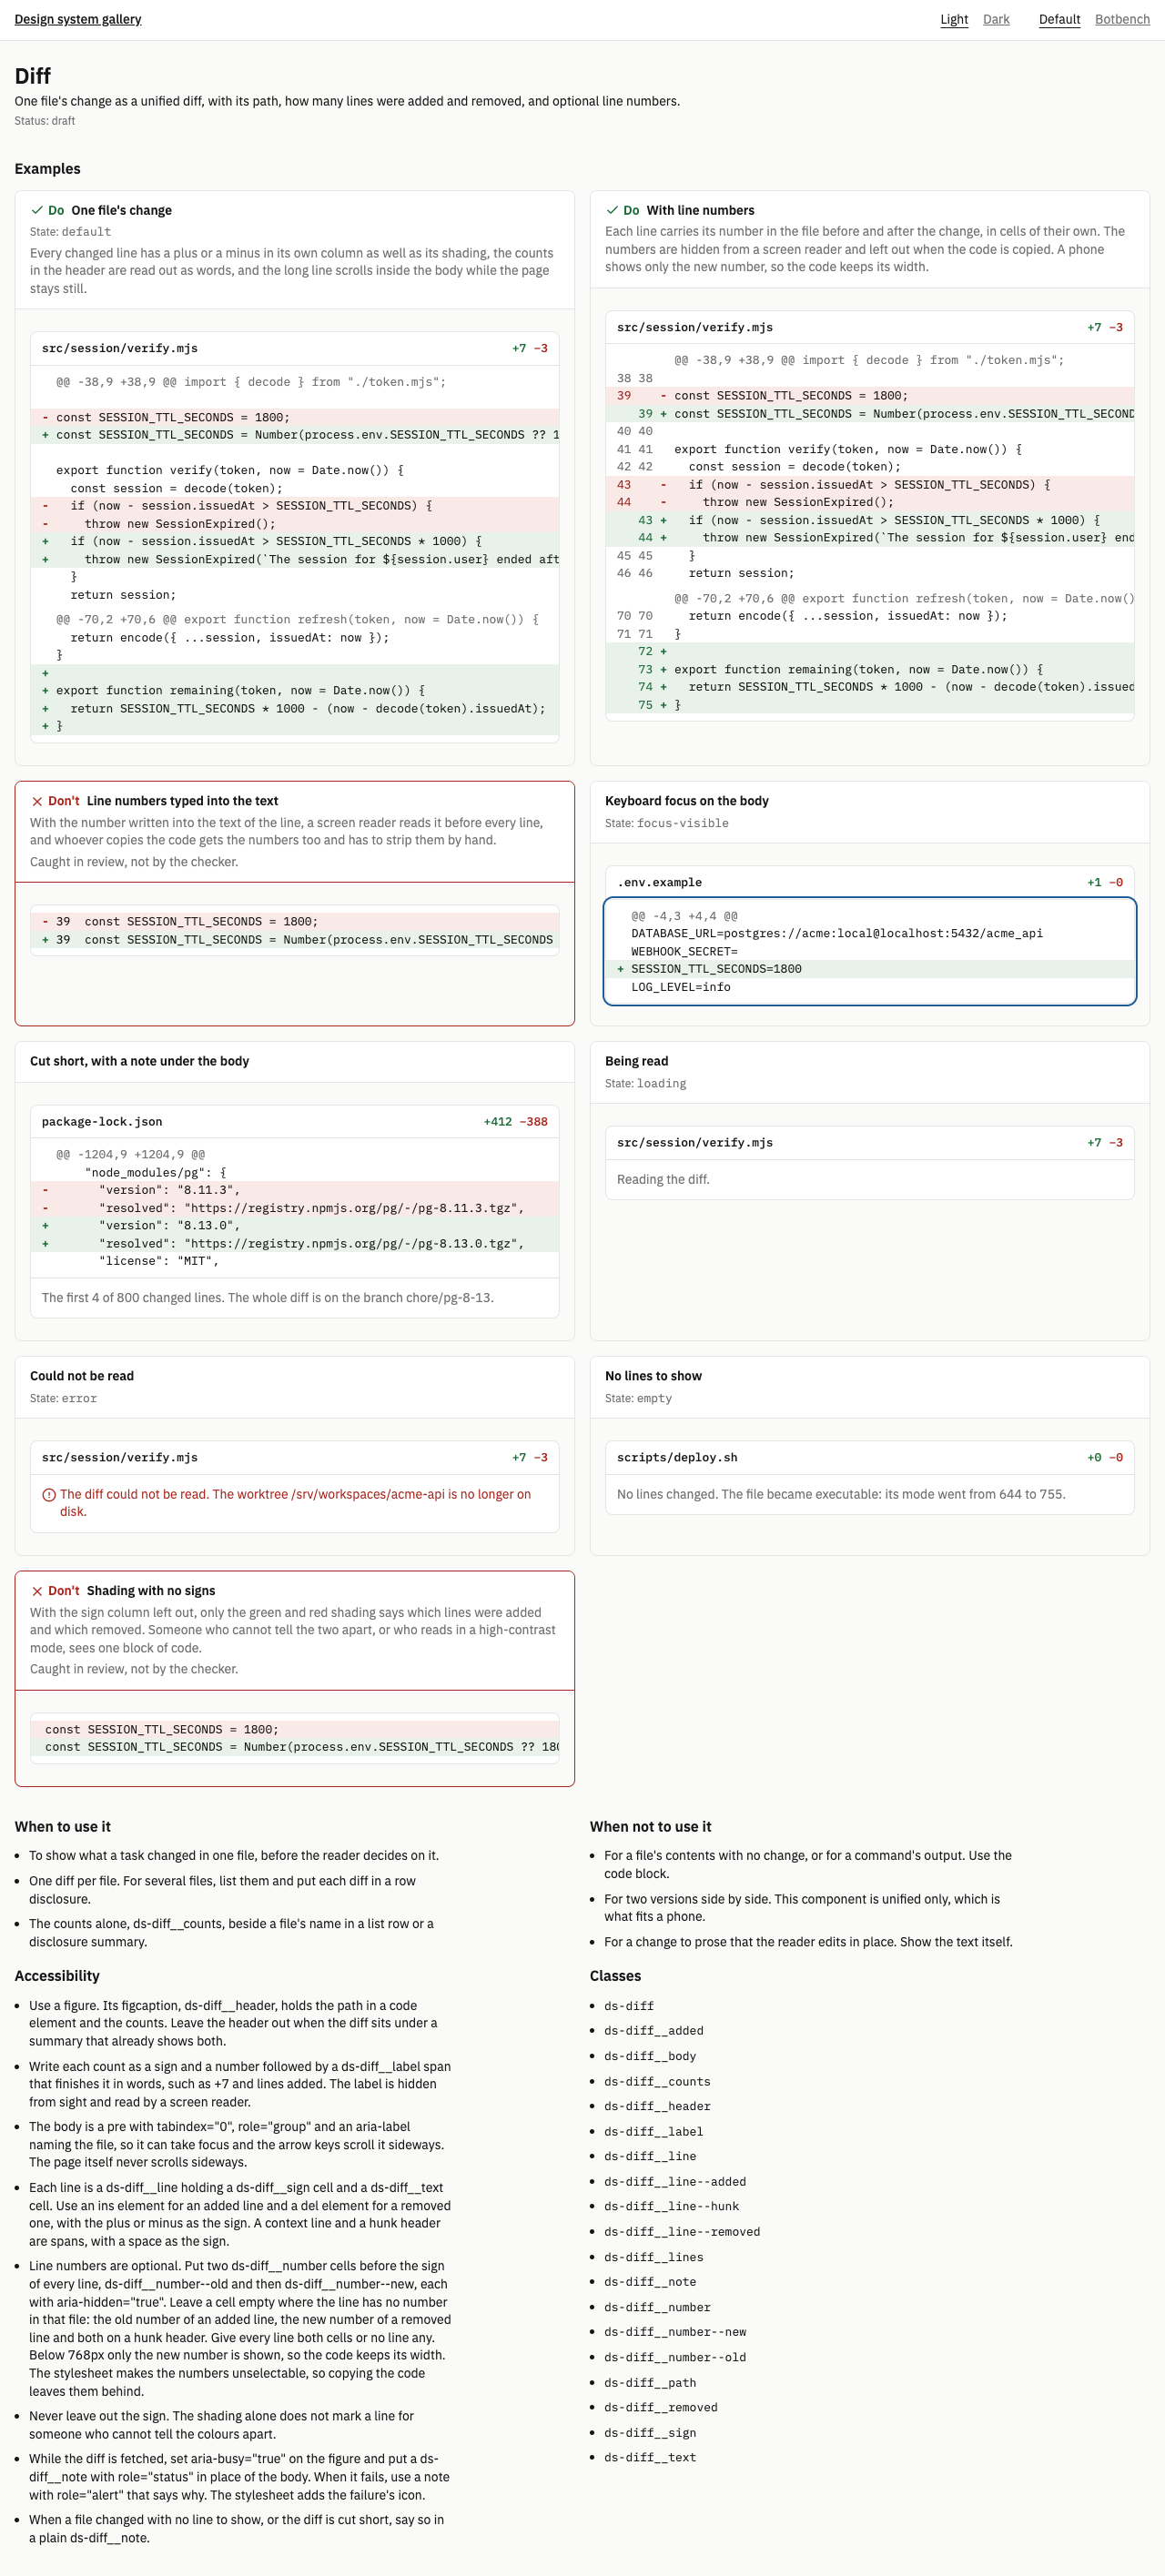 Design system gallery
Light Dark Default Botbench
Diff
One file's change as a unified diff, with its path, how many lines were added and removed, and optional line numbers.
Status: draft
Examples
Do One file's change
State: default
Every changed line has a plus or a minus in its own column as well as its shading, the counts
in the header are read out as words, and the long line scrolls inside the body while the page
stays still.
src/session/verify.mjs +7 −3
@@ -38,9 +38,9 @@ import { decode } from "./token.mjs";
- const SESSION_TTL_SECONDS = 1800;
+ const SESSION_TTL_SECONDS = Number(process.env.SESSION_TTL_SECONDS ?? 1
export function verify(token, now = Date.now()) {
const session = decode(token);
- if (now - session.issuedAt > SESSION_TTL_SECONDS) {
- throw new SessionExpired();
+ if (now - session.issuedAt > SESSION_TTL_SECONDS * 1000) {
+ throw new SessionExpired(`The session for ${session.user} ended aft
}
return session;
@@ -70,2 +70,6 @@ export function refresh(token, now = Date.now()) {
return encode({ ...session, issuedAt: now });
}
+
+ export function remaining(token, now = Date.now()) {
+ return SESSION_TTL_SECONDS * 1000 - (now - decode(token).issuedAt);
+ }
Do With line numbers
Each line carries its number in the file before and after the change, in cells of their own. The
numbers are hidden from a screen reader and left out when the code is copied. A phone
shows only the new number, so the code keeps its width.
src/session/verify.mjs +7 −3
@@ -38,9 +38,9 @@ import { decode } from "./token.mjs";
38 38
39 - const SESSION_TTL_SECONDS = 1800;
39 + const SESSION_TTL_SECONDS = Number(process.env.SESSION_TTL_SECOND
40 40
41 41 export function verify(token, now = Date.now()) {
42 42 const session = decode(token);
43 - if (now - session.issuedAt > SESSION_TTL_SECONDS) {
44 - throw new SessionExpired();
43 + if (now - session.issuedAt > SESSION_TTL_SECONDS * 1000) {
44 + throw new SessionExpired(`The session for ${session.user} end
45 45 }
46 46 return session;
@@ -70,2 +70,6 @@ export function refresh(token, now = Date.now()
70 70 return encode({ ...session, issuedAt: now });
71 71 }
72 +
73 + export function remaining(token, now = Date.now()) {
74 + return SESSION_TTL_SECONDS * 1000 - (now - decode(token).issued
75 + }
Don't Line numbers typed into the text
With the number written into the text of the line, a screen reader reads it before every line,
and whoever copies the code gets the numbers too and has to strip them by hand.
Caught in review, not by the checker.
- 39 const SESSION_TTL_SECONDS = 1800;
+ 39 const SESSION_TTL_SECONDS = Number(process.env.SESSION_TTL_SECONDS
Keyboard focus on the body
State: focus-visible
.env.example +1 −0
@@ -4,3 +4,4 @@
DATABASE_URL=postgres://acme:local@localhost:5432/acme_api
WEBHOOK_SECRET=
+ SESSION_TTL_SECONDS=1800
LOG_LEVEL=info
Cut short, with a note under the body
package-lock.json +412 −388
@@ -1204,9 +1204,9 @@
"node_modules/pg": {
- "version": "8.11.3",
- "resolved": "https://registry.npmjs.org/pg/-/pg-8.11.3.tgz",
+ "version": "8.13.0",
+ "resolved": "https://registry.npmjs.org/pg/-/pg-8.13.0.tgz",
"license": "MIT",
The first 4 of 800 changed lines. The whole diff is on the branch chore/pg-8-13.
Being read
State: loading
src/session/verify.mjs +7 −3
Reading the diff.
Could not be read
State: error
src/session/verify.mjs +7 −3
The diff could not be read. The worktree /srv/workspaces/acme-api is no longer on
disk.
No lines to show
State: empty
scripts/deploy.sh +0 −0
No lines changed. The file became executable: its mode went from 644 to 755.
Don't Shading with no signs
With the sign column left out, only the green and red shading says which lines were added
and which removed. Someone who cannot tell the two apart, or who reads in a high-contrast
mode, sees one block of code.
Caught in review, not by the checker.
const SESSION_TTL_SECONDS = 1800;
const SESSION_TTL_SECONDS = Number(process.env.SESSION_TTL_SECONDS ?? 180
When to use it
To show what a task changed in one file, before the reader decides on it.
One diff per file. For several files, list them and put each diff in a row
disclosure.
The counts alone, ds-diff__counts, beside a file's name in a list row or a
disclosure summary.
When not to use it
For a file's contents with no change, or for a command's output. Use the
code block.
For two versions side by side. This component is unified only, which is
what fits a phone.
For a change to prose that the reader edits in place. Show the text itself.
Accessibility
Use a figure. Its figcaption, ds-diff__header, holds the path in a code
element and the counts. Leave the header out when the diff sits under a
summary that already shows both.
Write each count as a sign and a number followed by a ds-diff__label span
that finishes it in words, such as +7 and lines added. The label is hidden
from sight and read by a screen reader.
The body is a pre with tabindex="0", role="group" and an aria-label
naming the file, so it can take focus and the arrow keys scroll it sideways.
The page itself never scrolls sideways.
Each line is a ds-diff__line holding a ds-diff__sign cell and a ds-diff__text
cell. Use an ins element for an added line and a del element for a removed
one, with the plus or minus as the sign. A context line and a hunk header
are spans, with a space as the sign.
Line numbers are optional. Put two ds-diff__number cells before the sign
of every line, ds-diff__number--old and then ds-diff__number--new, each
with aria-hidden="true". Leave a cell empty where the line has no number
in that file: the old number of an added line, the new number of a removed
line and both on a hunk header. Give every line both cells or no line any.
Below 768px only the new number is shown, so the code keeps its width.
The stylesheet makes the numbers unselectable, so copying the code
leaves them behind.
Never leave out the sign. The shading alone does not mark a line for
someone who cannot tell the colours apart.
While the diff is fetched, set aria-busy="true" on the figure and put a ds-
diff__note with role="status" in place of the body. When it fails, use a note
with role="alert" that says why. The stylesheet adds the failure's icon.
When a file changed with no line to show, or the diff is cut short, say so in
a plain ds-diff__note.
Classes
ds-diff
ds-diff__added
ds-diff__body
ds-diff__counts
ds-diff__header
ds-diff__label
ds-diff__line
ds-diff__line--added
ds-diff__line--hunk
ds-diff__line--removed
ds-diff__lines
ds-diff__note
ds-diff__number
ds-diff__number--new
ds-diff__number--old
ds-diff__path
ds-diff__removed
ds-diff__sign
ds-diff__text